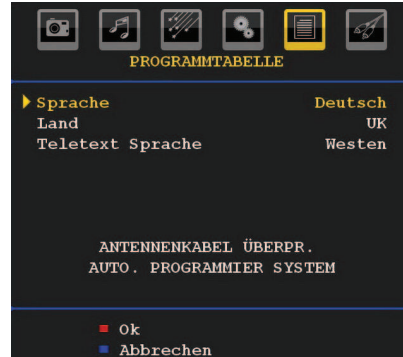 PROGRAMMTABELLE
Sprache Deutsch
Land UK
Teletext Sprache Westen
ANTENNENKABEL ÜBERPR.
AUTO. PROGRAMMIER SYSTEM
Ok
Abbrechen